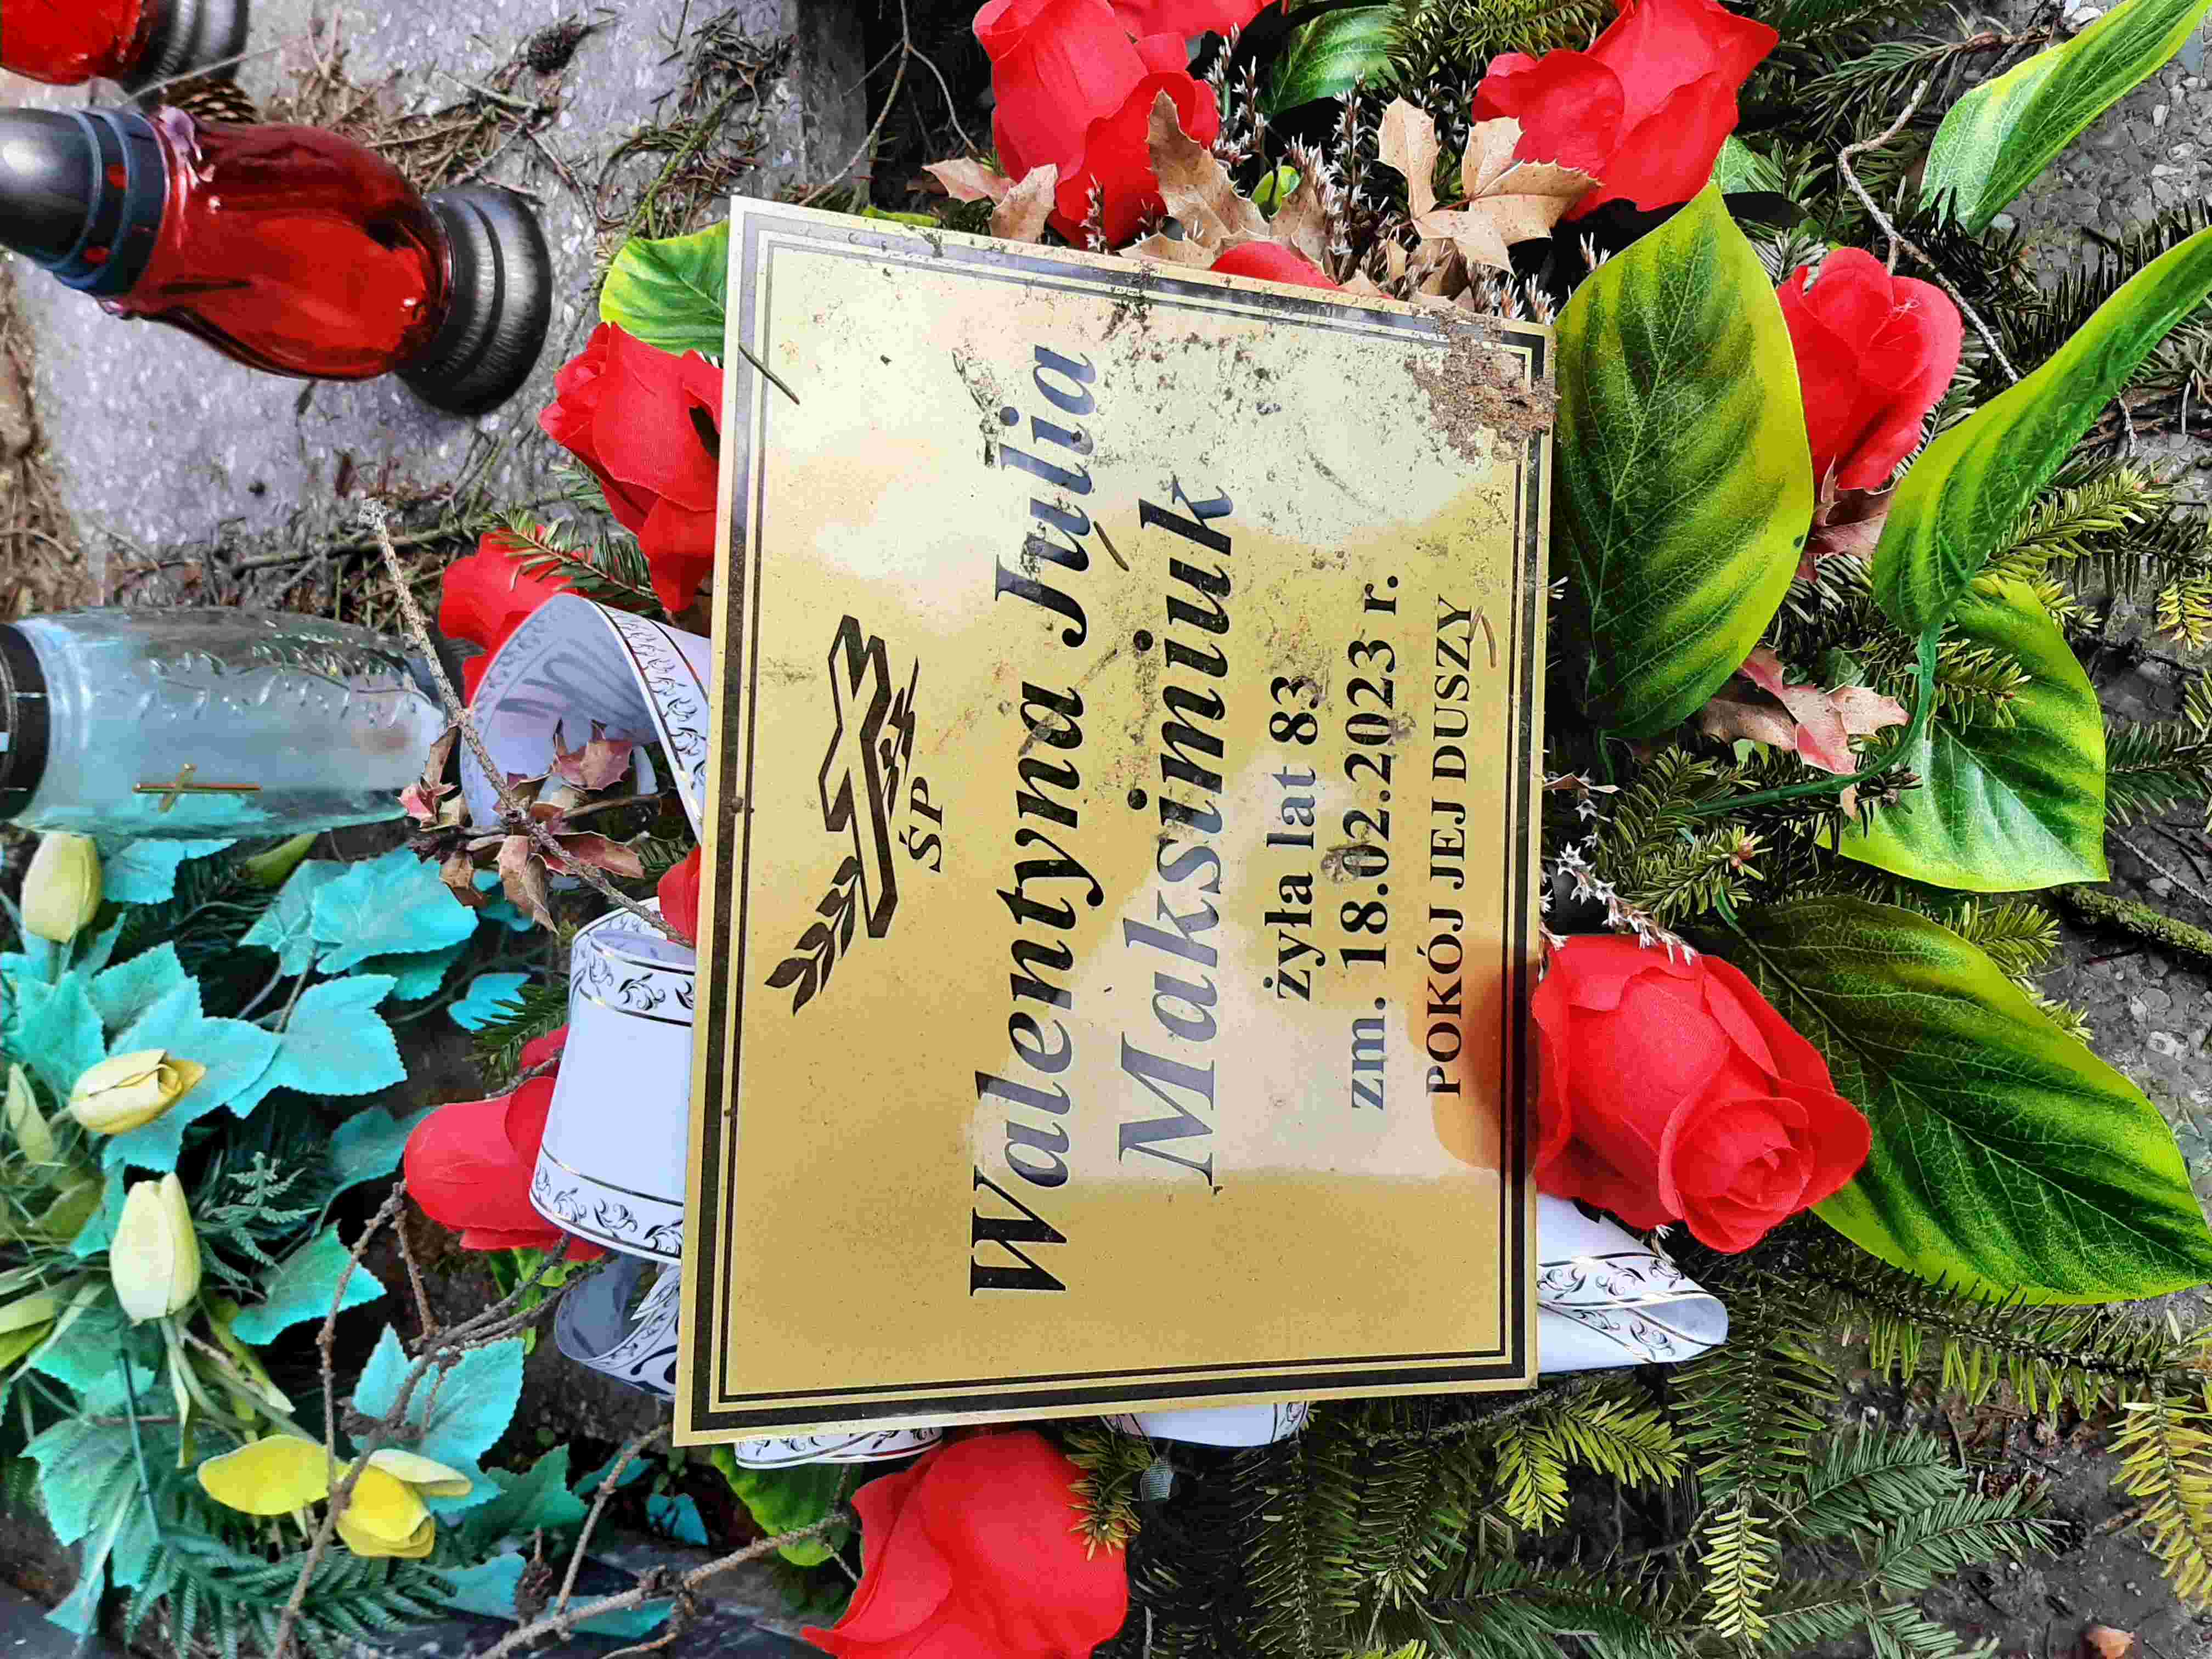 ŚP
Walentyna Julia
Maksimiuk
żyła lat 83
zm. 18.02.2023 r.
POKÓJ JEJ DUSZY